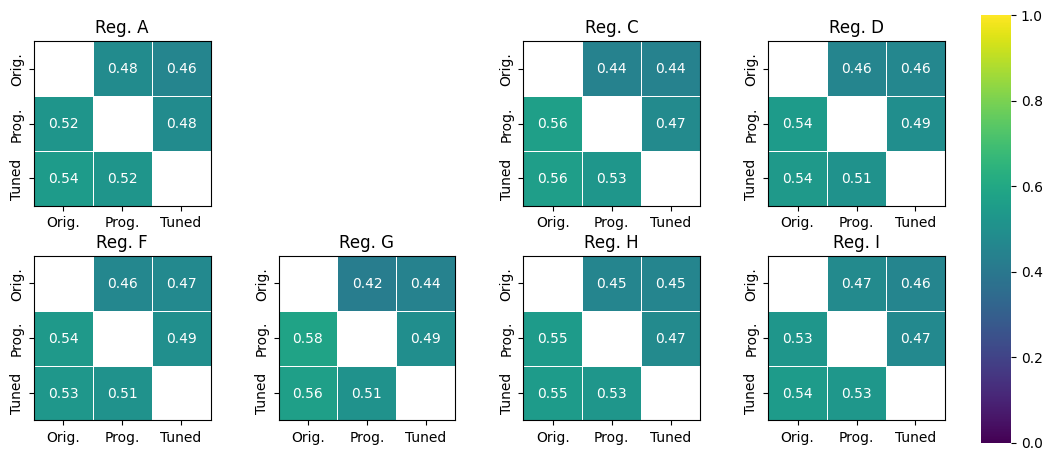 Reg. A
Reg. C
Reg. D
Orig.
0.48 0.46
0.44 0.44
0.46 0.46
1.0
Prog.
0.52 0.48
0.56 0.47
0.54 0.49
0.8
Tuned
0.54 0.52
0.56 0.53
0.54 0.51
Orig. Prog. Tuned
Orig. Prog. Tuned
Orig. Prog. Tuned
Orig.
Prog.
Tuned
Orig.
Prog.
Tuned
0.6
Reg. F
Reg. G
Reg. H
Reg. I
Orig.
0.46 0.47
Orig.
0.42 0.44
Orig.
0.45 0.45
Orig.
0.47 0.46
0.4
Prog.
0.54 0.49
Prog.
0.58 0.49
Prog.
0.55 0.47
Prog.
0.53 0.47
0.2
Tuned
0.53 0.51
Tuned
0.56 0.51
Tuned
0.55 0.53
Tuned
0.54 0.53
Orig. Prog. Tuned
Orig. Prog. Tuned
Orig. Prog. Tuned
Orig. Prog. Tuned
0.0